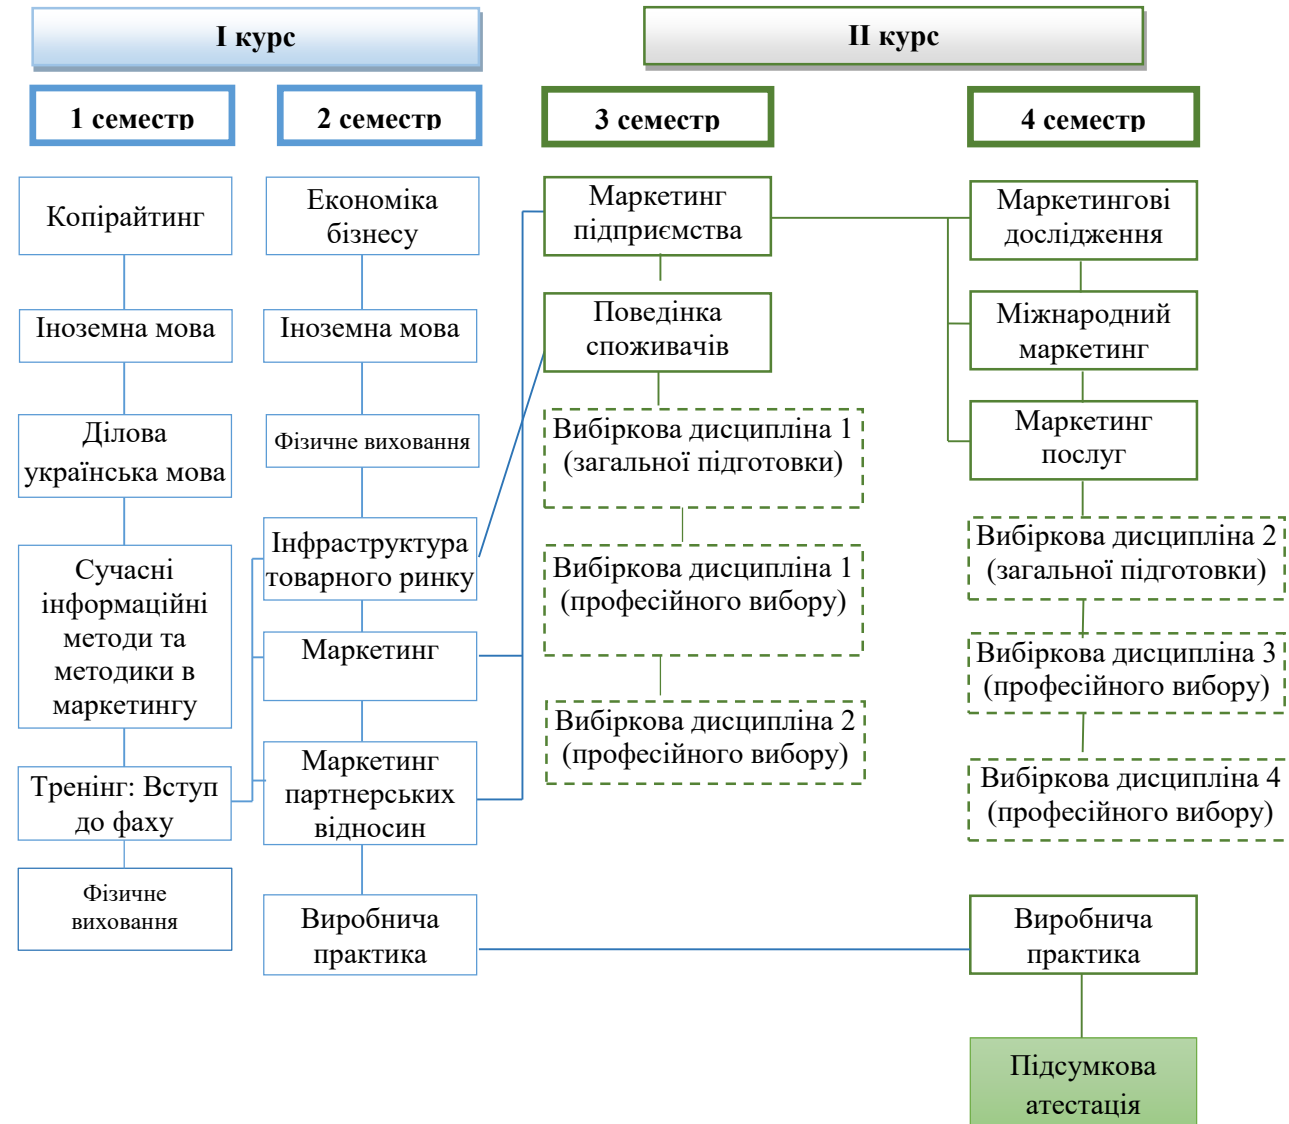 I курс
II курс
1 семестр
2 семестр
3 семестр
4 семестр
Копірайтинг
Іноземна мова
Ділова
українська мова
Сучасні
інформаційні
методи та
методики в
маркетингу
Тренінг: Вступ
до фаху
Фізичне
виховання
Економіка
бізнесу
Іноземна мова
Фізичне виховання
Інфраструктура
товарного ринку
Маркетинг
Маркетинг
партнерських
відносин
Виробнича
практика
Маркетинг
підприємства
Поведінка
споживачів
Вибіркова дисципліна 1
(загальної підготовки)
Вибіркова дисципліна 1
(професійного вибору)
Вибіркова дисципліна 2
(професійного вибору)
Маркетингові
дослідження
Міжнародний
маркетинг
Маркетинг
послуг
Вибіркова дисципліна 2
(загальної підготовки)
Вибіркова дисципліна 3
(професійного вибору)
Вибіркова дисципліна 4
(професійного вибору)
Виробнича
практика
Підсумкова
атестація